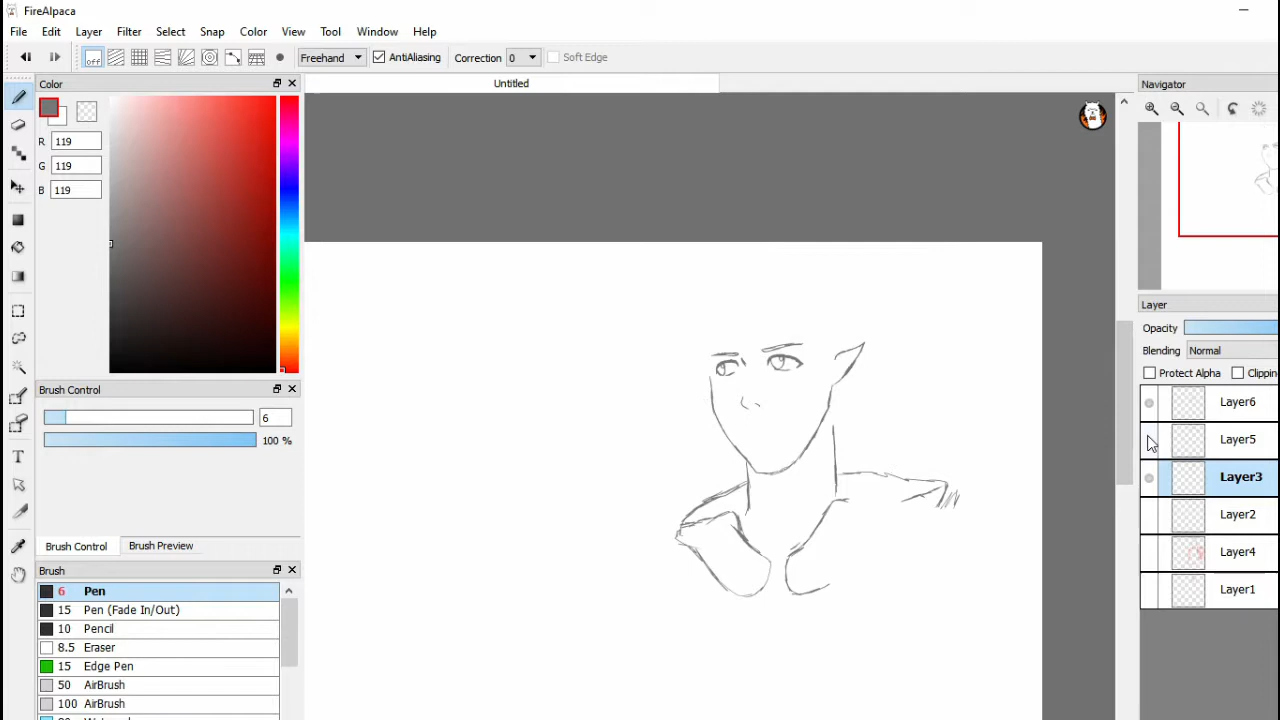 FireAlpaca
File Edit Layer Filter Select Snap Color View Tool Window Help
off Freehand AntiAliasing Correction 0 Soft Edge
Color Untitled Navigator
R 119
G 119
B 119
Layer
Opacity
Blending Normal
Protect Alpha Clipping
Brush Control
6
100 %
Layer6
Layer5
Layer3
Layer2
Layer4
Layer1
Brush Control Brush Preview
Brush
6 Pen
15 Pen (Fade In/Out)
10 Pencil
8.5 Eraser
15 Edge Pen
50 AirBrush
100 AirBrush